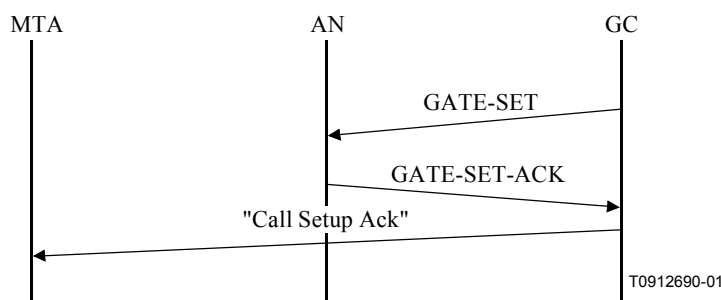 MTA AN GC
GATE-SET
GATE-SET-ACK
"Call Setup Ack"
T0912690-01